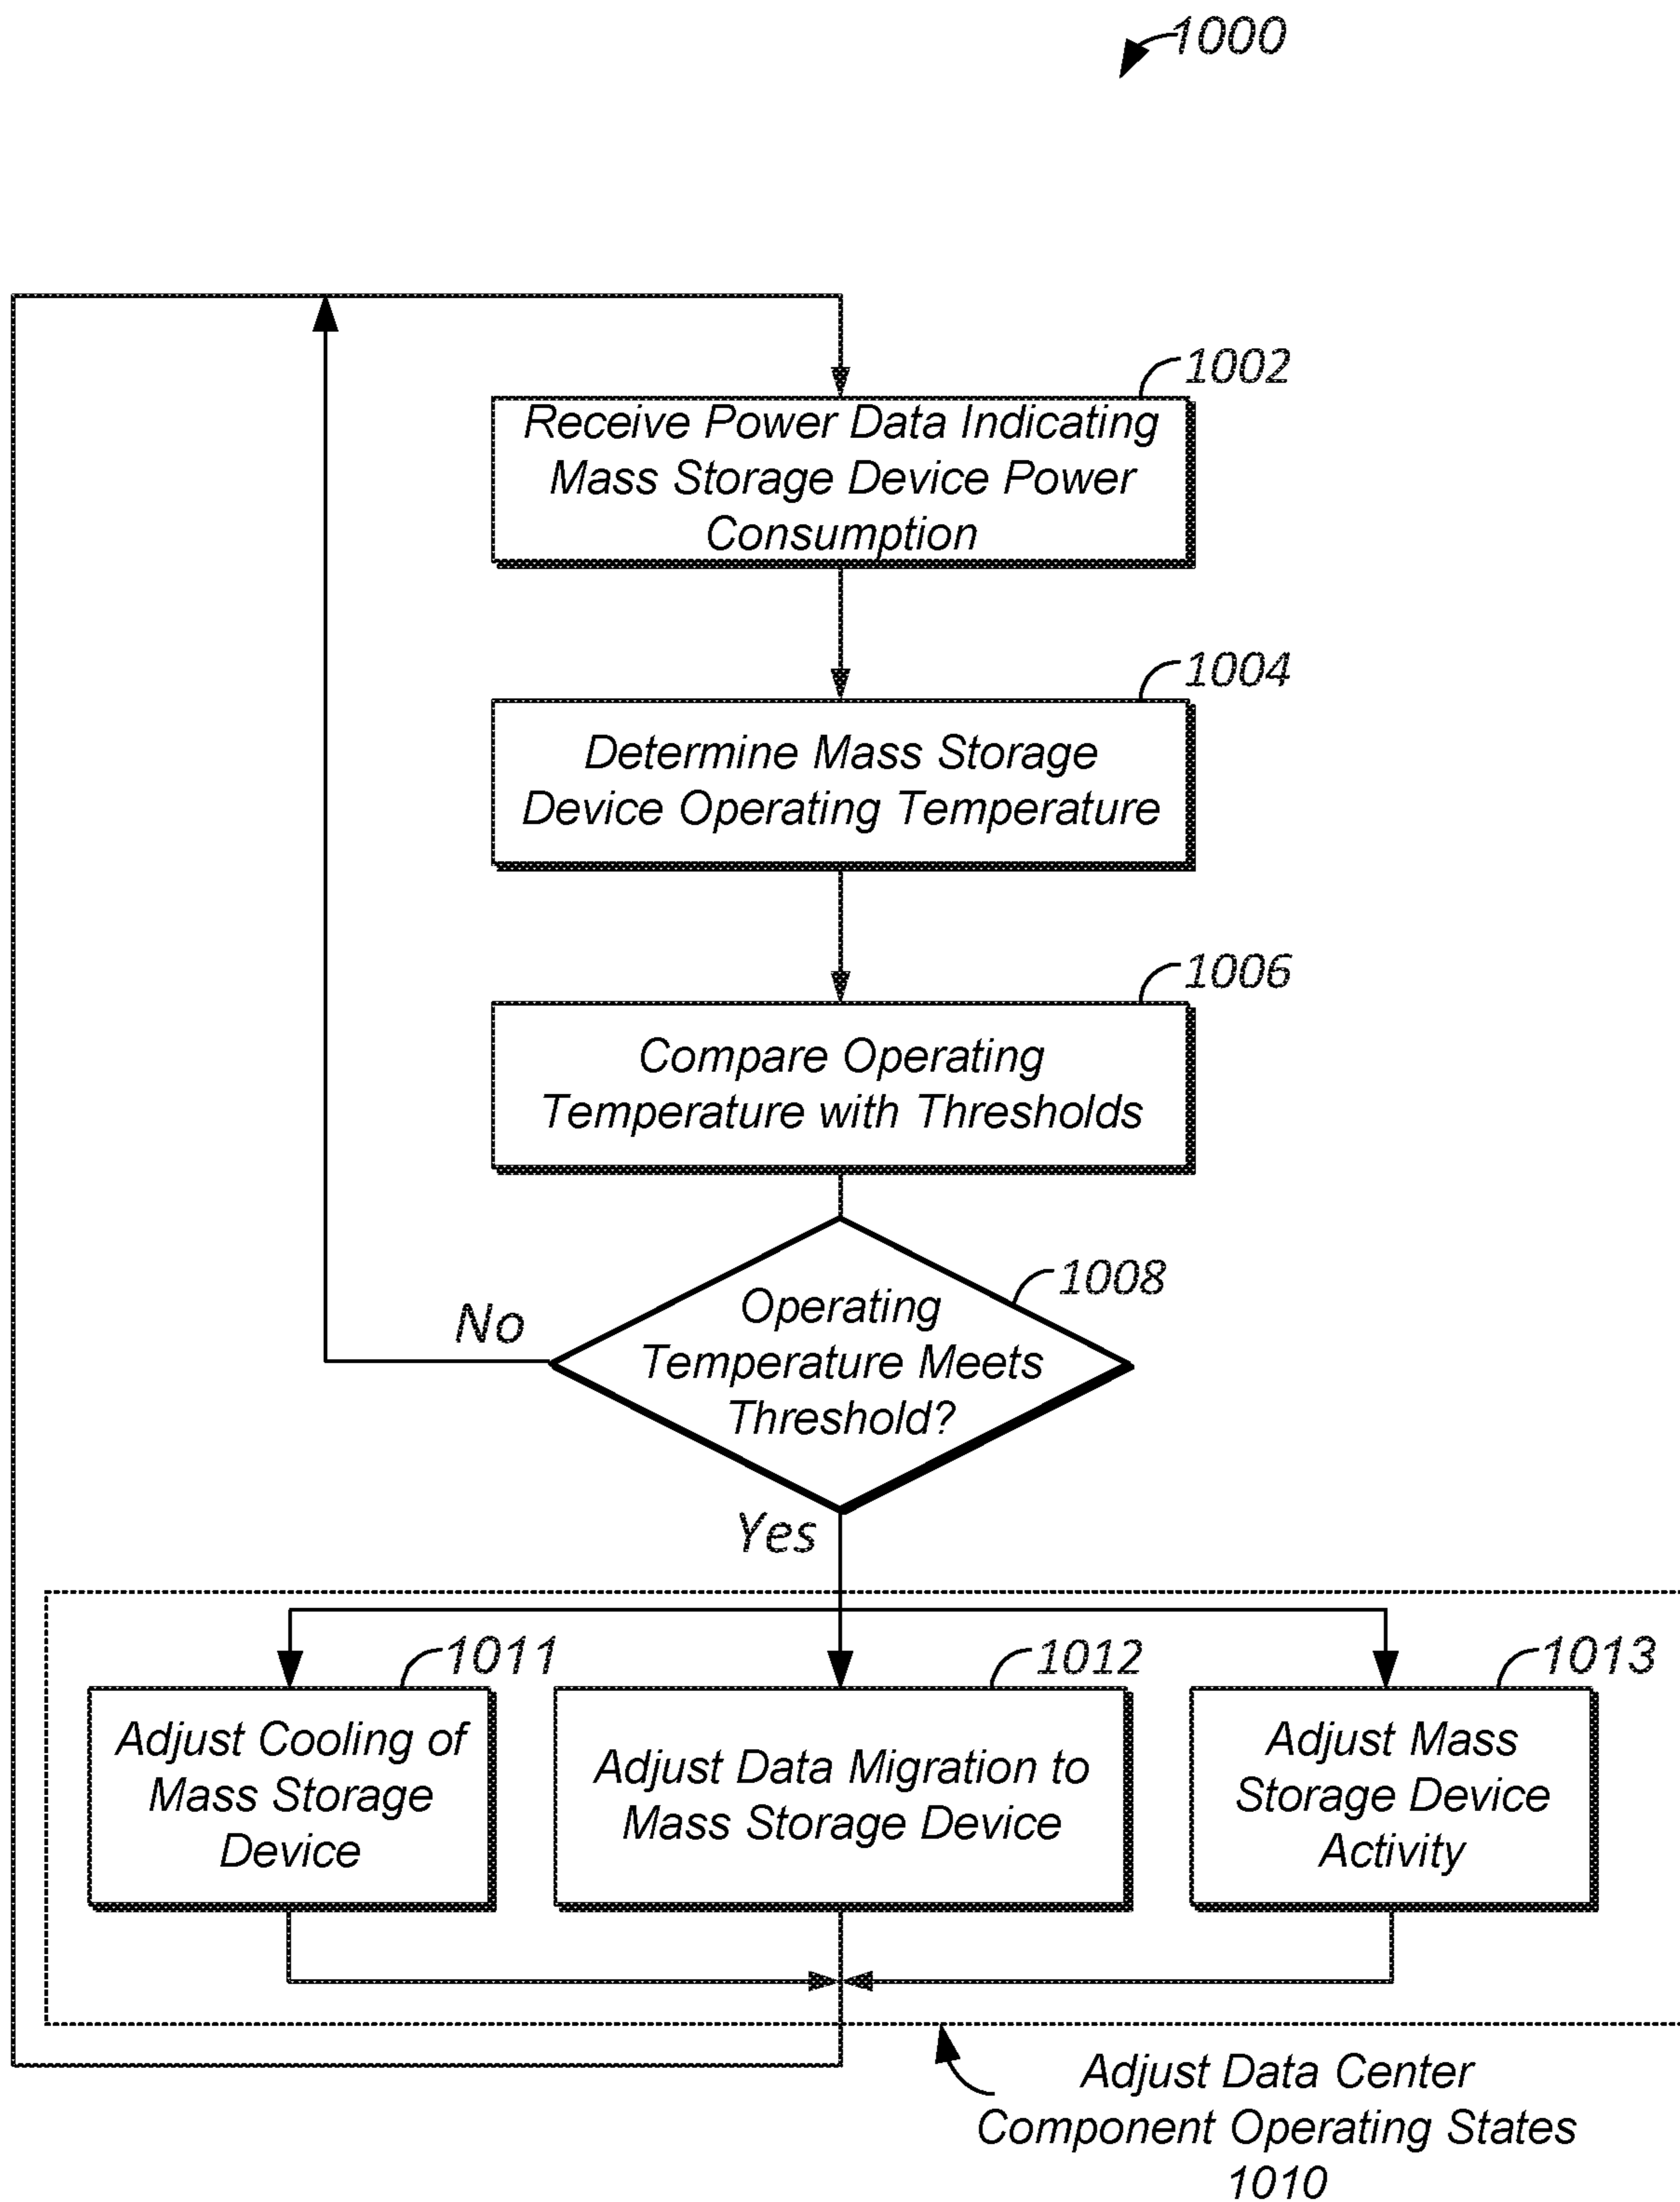 1000
1002
Receive Power Data Indicating
Mass Storage Device Power
Consumption
1004
Determine Mass Storage
Device Operating Temperature
1006
Compare Operating
Temperature with Thresholds
1008
Operating
Temperature Meets
Threshold?
No
Yes
1011
Adjust Cooling of
Mass Storage
Device
1012
Adjust Data Migration to
Mass Storage Device
1013
Adjust Mass
Storage Device
Activity
Adjust Data Center
Component Operating States
1010